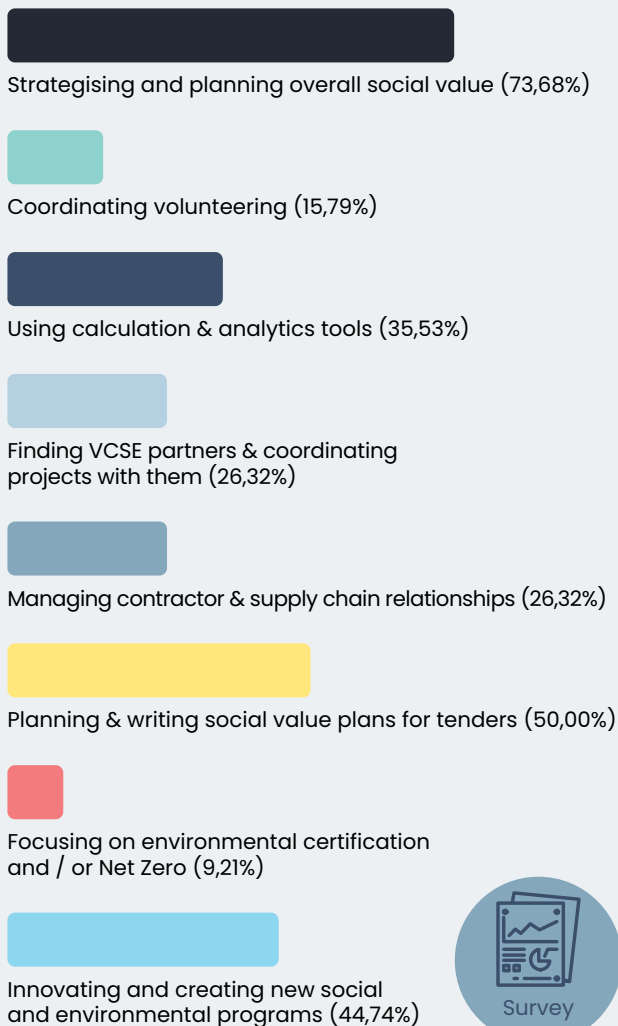 Strategising and planning overall social value (73,68%)
Coordinating volunteering (15,79%)
Using calculation & analytics tools (35,53%)
Finding VCSE partners & coordinating
projects with them (26,32%)
Managing contractor & supply chain relationships (26,32%)
Planning & writing social value plans for tenders (50,00%)
Focusing on environmental certification
and / or Net Zero (9,21%)
Innovating and creating new social
and environmental programs (44,74%)
Survey